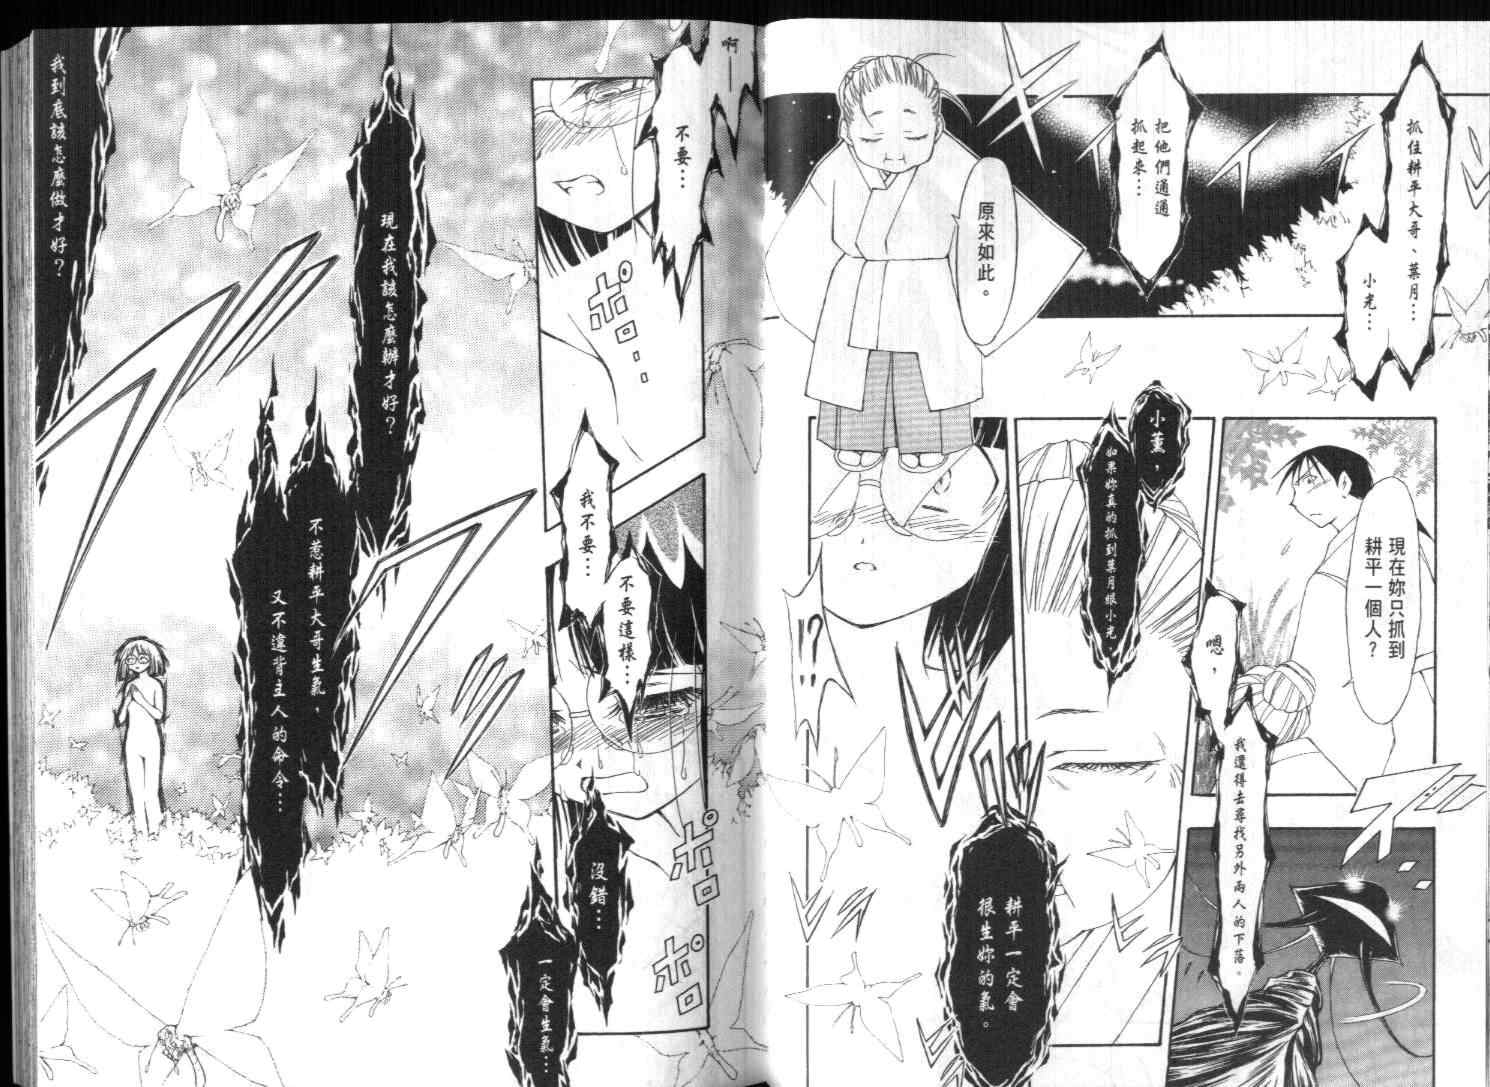 抓住耕平大哥、葉月…
小光…
把他們通通
抓起來…
原來如此。
現在妳只抓到
耕平一個人？
嗯，
我還得去尋找另外兩人的下落。
小薰，
如果妳真的抓到葉月跟小光
耕平一定會
很生妳的氣。
!?
啊——
不要…
ポロ…
我不要…
不要這樣…
ポロ
ポロ
沒錯…
一定會生氣…
現在我該怎麼辦才好？
不惹耕平大哥生氣，
又不違背主人的命令…
我到底該怎麼做才好？